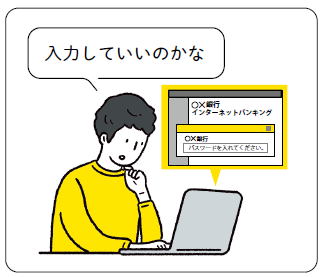 入力していいのかな
〇×銀行
インターネットバンキング
〇×銀行
パスワードを入れてください。